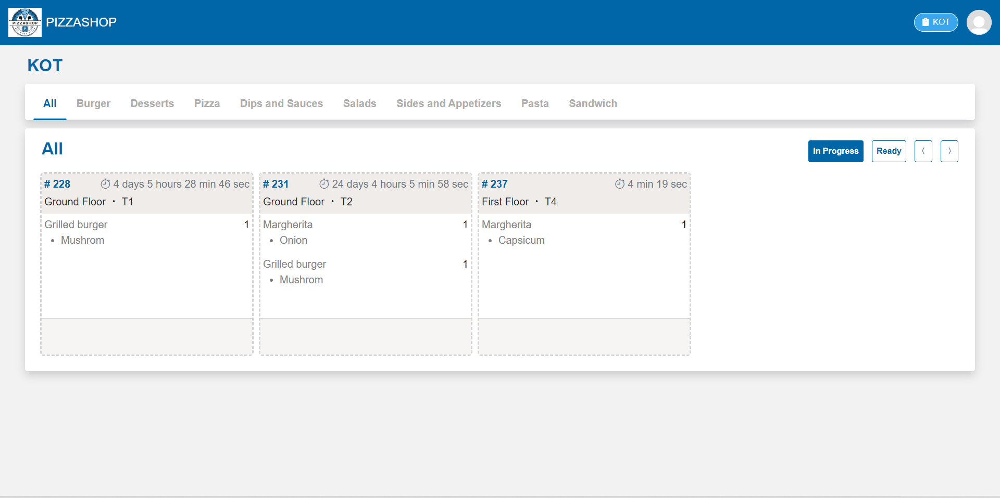 PIZZASHOP
PIZZASHOP
KOT
KOT
All Burger Desserts Pizza Dips and Sauces Salads Sides and Appetizers Pasta Sandwich
All
In Progress Ready 〈 〉
# 228 4 days 5 hours 28 min 46 sec
Ground Floor • T1
Grilled burger 1
• Mushrom
# 231 24 days 4 hours 5 min 58 sec
Ground Floor • T2
Margherita 1
• Onion
Grilled burger 1
• Mushrom
# 237 4 min 19 sec
First Floor • T4
Margherita 1
• Capsicum